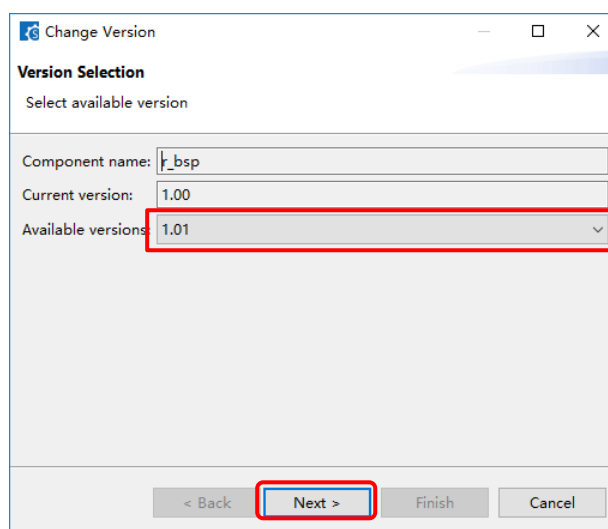 Change Version
Version Selection
Select available version
Component name: r_bsp
Current version: 1.00
Available versions: 1.01
< Back Next > Finish Cancel